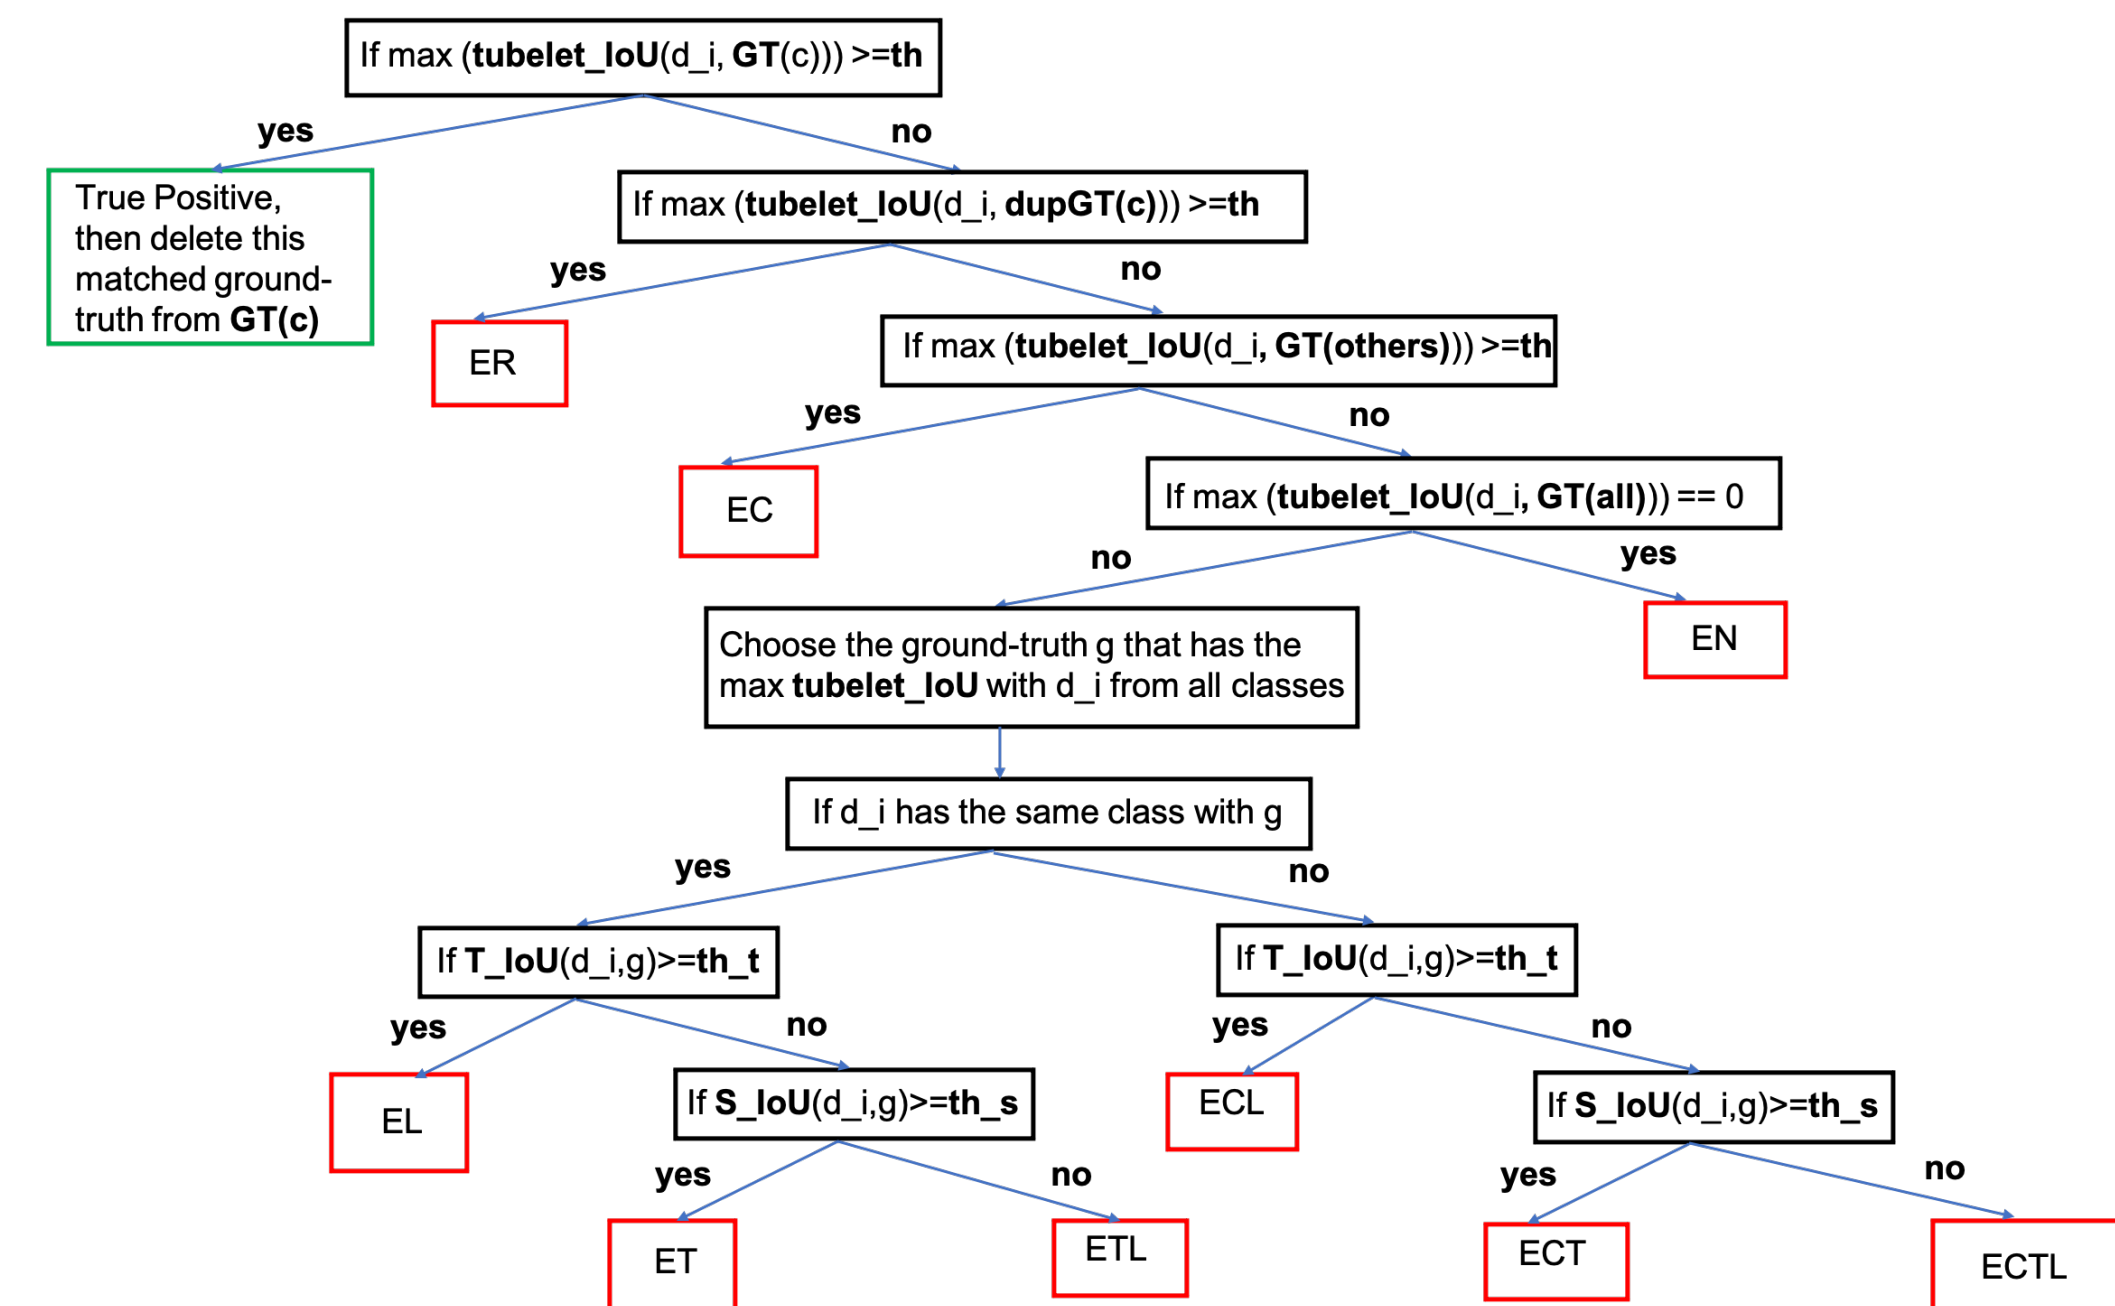 If max (tubelet_IoU(d_i, GT(c))) >=th
yes
no
True Positive,
then delete this
matched ground-
truth from GT(c)
If max (tubelet_IoU(d_i, dupGT(c))) >=th
yes
no
ER
If max (tubelet_IoU(d_i, GT(others))) >=th
yes
no
EC
If max (tubelet_IoU(d_i, GT(all))) == 0
no
yes
Choose the ground-truth g that has the
max tubelet_IoU with d_i from all classes
EN
If d_i has the same class with g
yes
no
If T_IoU(d_i,g)>=th_t
If T_IoU(d_i,g)>=th_t
yes
no
yes
no
EL
If S_IoU(d_i,g)>=th_s
ECL
If S_IoU(d_i,g)>=th_s
yes
no
yes
no
ET
ETL
ECT
ECTL